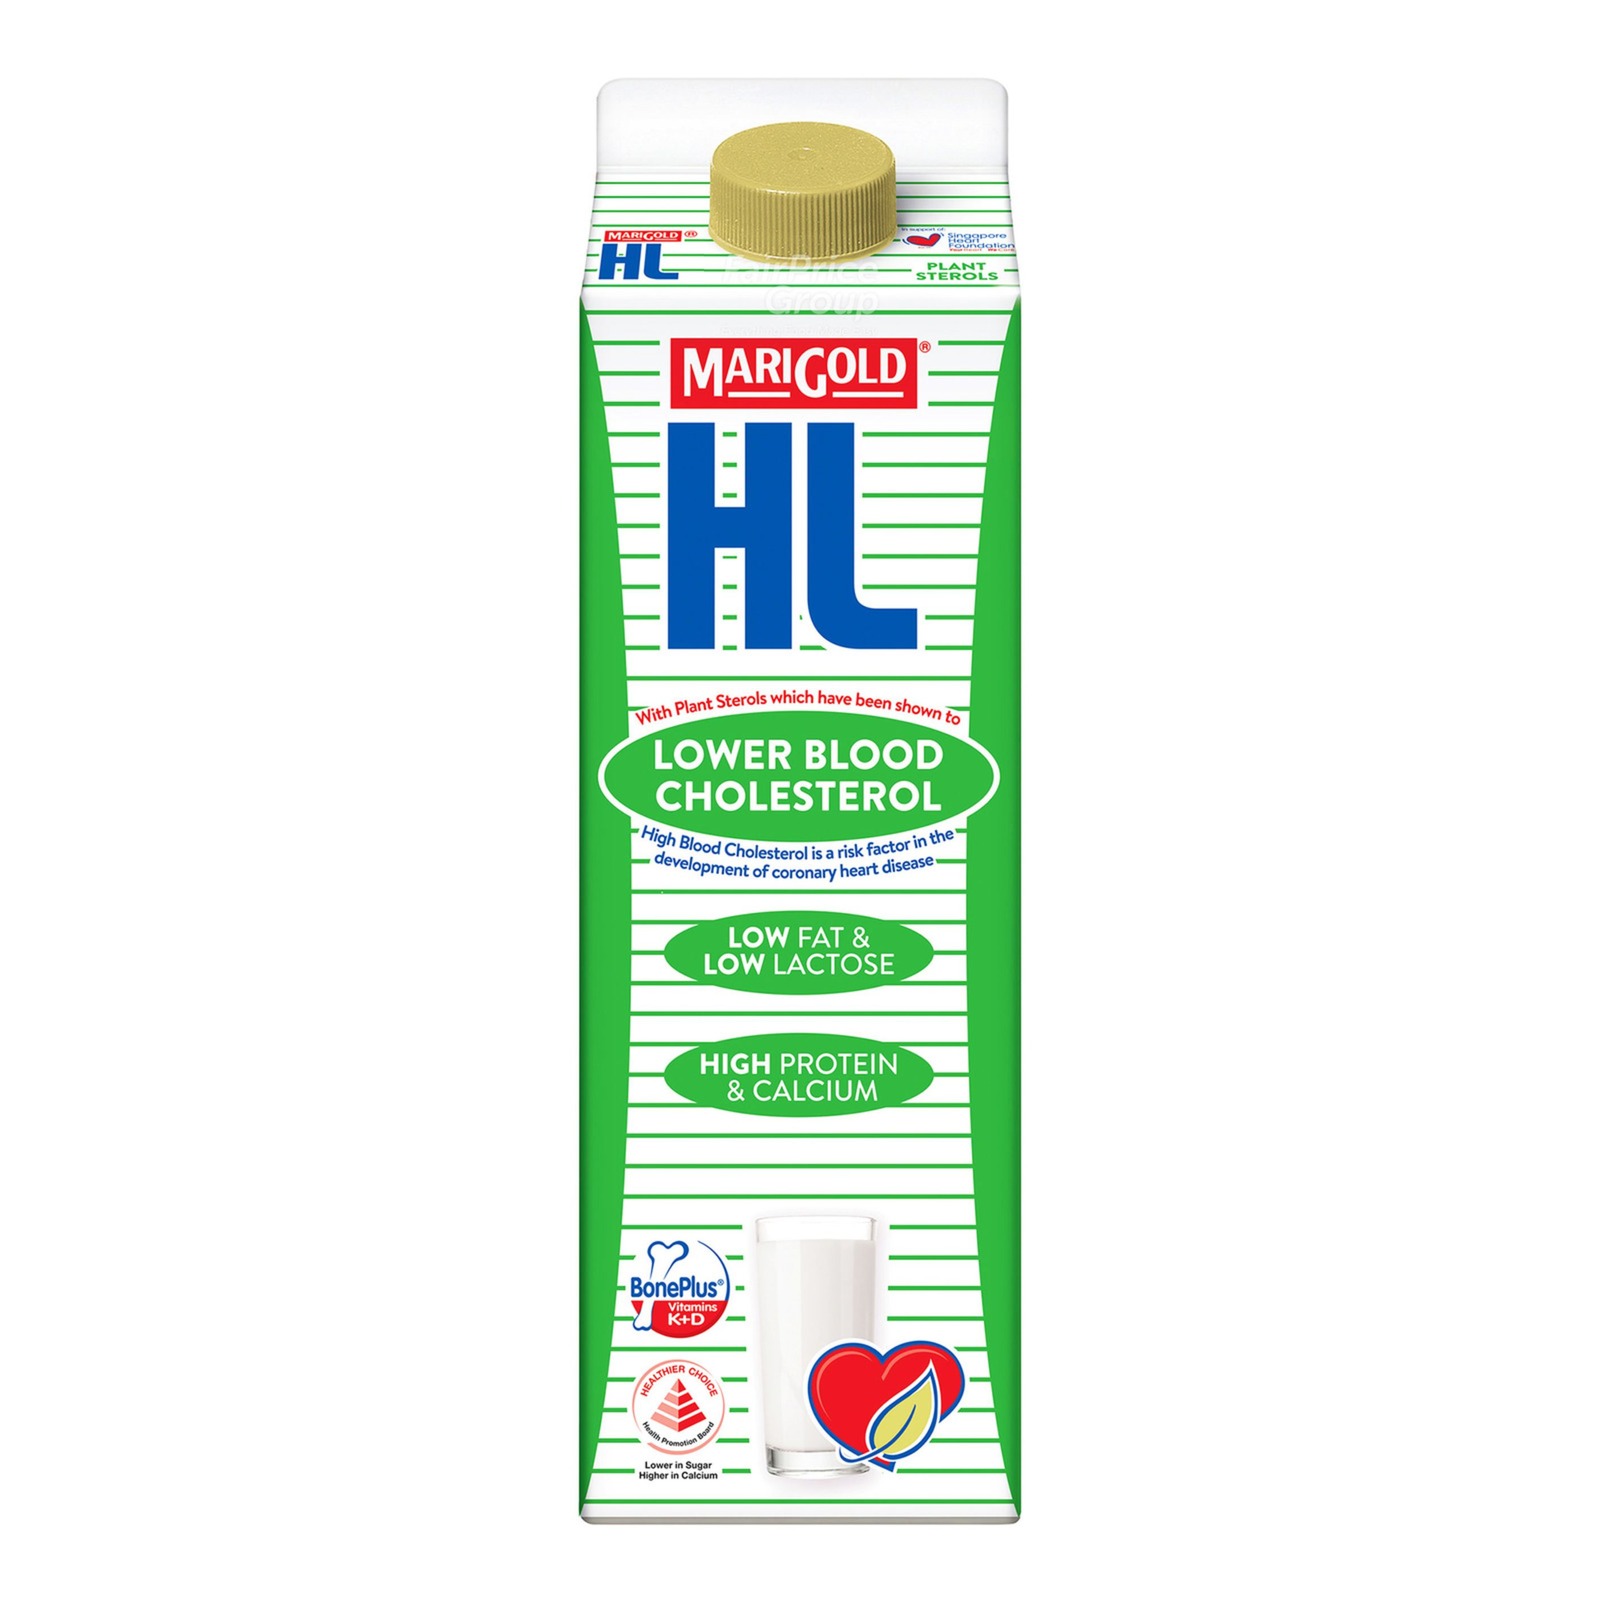 MARIGOLD®
HL
In support of:
Singapore
Heart
Foundation
PLANT
STEROLS
FairPrice
Group
MARIGOLD®
HL
With Plant Sterols which have been shown to
LOWER BLOOD
CHOLESTEROL
High Blood Cholesterol is a risk factor in the
development of coronary heart disease
LOW FAT &
LOW LACTOSE
HIGH PROTEIN
& CALCIUM
BonePlus®
Vitamins
K+D
HEALTHIER CHOICE
Health Promotion Board
Lower in Sugar
Higher in Calcium